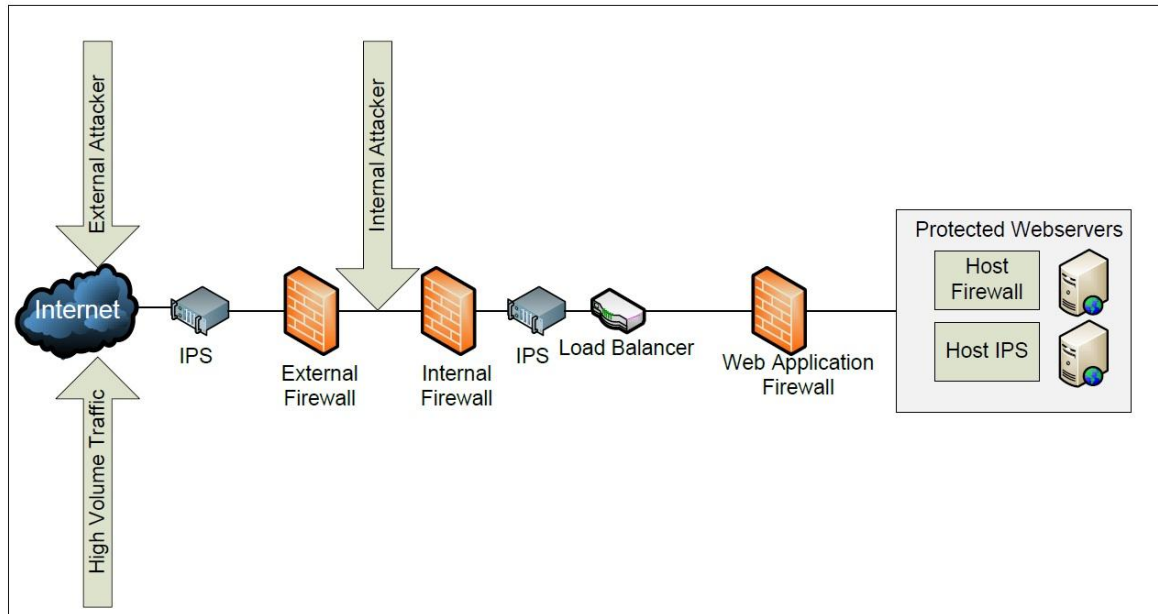 External Attacker
Internal Attacker
Internet
High Volume Traffic
IPS
External
Firewall
Internal
Firewall
IPS
Load Balancer
Web Application
Firewall
Protected Webservers
Host
Firewall
Host IPS